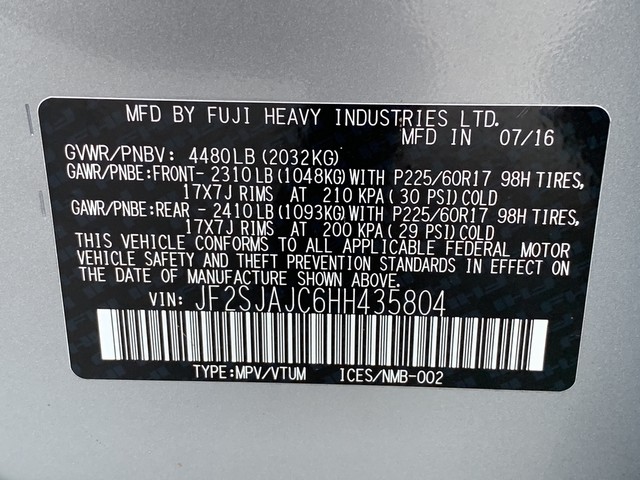 MFD BY FUJI HEAVY INDUSTRIES LTD.
MFD IN 07/16
GVWR/PNBV: 4480LB(2032KG)
GAWR/PNBE:FRONT- 2310LB(1048KG)WITH P225/60R17 98H TIRES,
17X7J RIMS AT 210 KPA(30 PSI)COLD
GAWR/PNBE:REAR - 2410LB(1093KG)WITH P225/60R17 98H TIRES,
17X7J RIMS AT 200 KPA(29 PSI)COLD
THIS VEHICLE CONFORMS TO ALL APPLICABLE FEDERAL MOTOR
VEHICLE SAFETY AND THEFT PREVENTION STANDARDS IN EFFECT ON
THE DATE OF MANUFACTURE SHOWN ABOVE.
VIN: JF2SJAJC6HH435804
TYPE:MPV/VTUM ICES/NMB-002